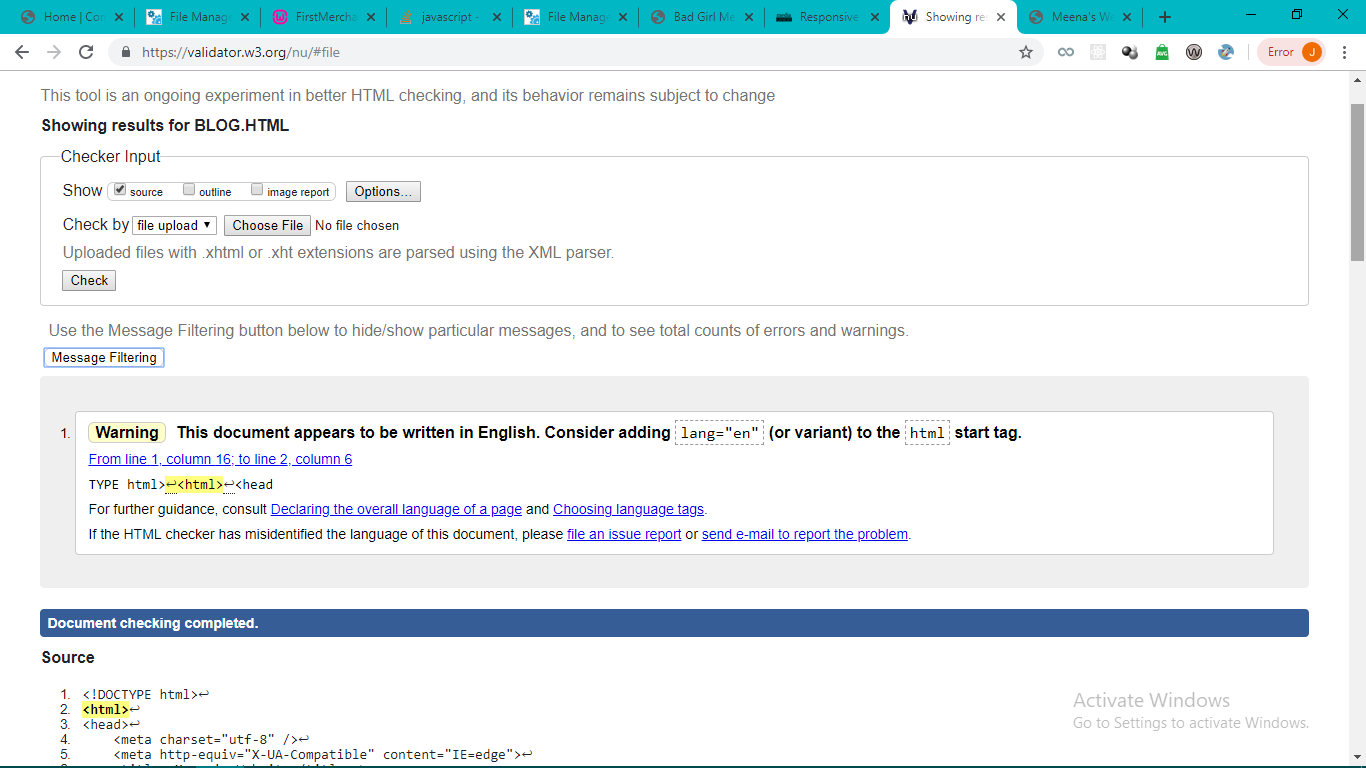 Home | Con
File Manage
FirstMercha
javascript -
File Manage
Bad Girl Me
Responsive
Showing res
Meena's We
https://validator.w3.org/nu/#file
Error J
This tool is an ongoing experiment in better HTML checking, and its behavior remains subject to change
Showing results for BLOG.HTML
Checker Input
Show source outline image report Options...
Check by file upload Choose File No file chosen
Uploaded files with .xhtml or .xht extensions are parsed using the XML parser.
Check
Use the Message Filtering button below to hide/show particular messages, and to see total counts of errors and warnings.
Message Filtering
1. Warning This document appears to be written in English. Consider adding lang="en" (or variant) to the html start tag.
From line 1, column 16; to line 2, column 6
TYPE html>↩<html>↩<head
For further guidance, consult Declaring the overall language of a page and Choosing language tags.
If the HTML checker has misidentified the language of this document, please file an issue report or send e-mail to report the problem.
Document checking completed.
Source
1. <!DOCTYPE html>↩
2. <html>↩
3. <head>↩
4. <meta charset="utf-8" />↩
5. <meta http-equiv="X-UA-Compatible" content="IE=edge">↩
Activate Windows
Go to Settings to activate Windows.